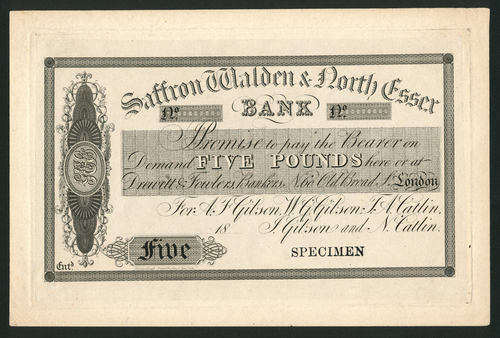 Saffron Walden & North Essex
No BANK No
I Promise to pay the Bearer on
Demand FIVE POUNDS here or at
Drewitt & Fowlers, Bankers, No 60 Old Broad St. London
For A. F. Gibson, W. G. Gibson, J. A. Catlin,
18 J. Gibson and N. Catlin.
Five SPECIMEN
Entd